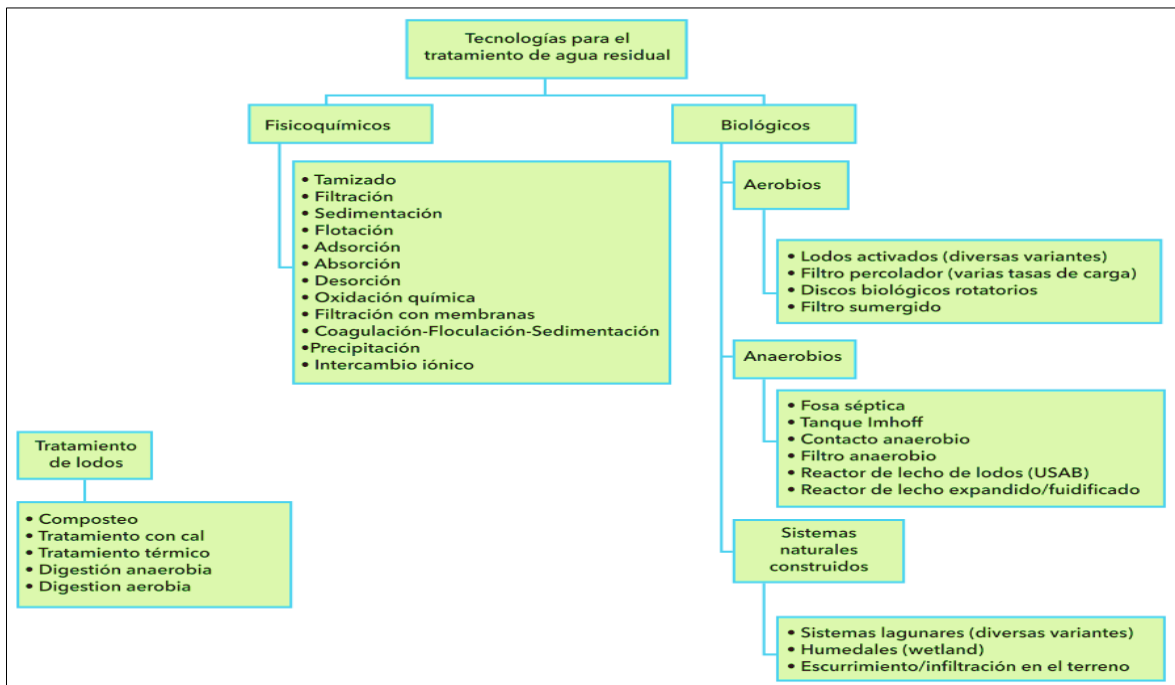 Tecnologías para el
tratamiento de agua residual
Fisicoquímicos
• Tamizado
• Filtración
• Sedimentación
• Flotación
• Adsorción
• Absorción
• Desorción
• Oxidación química
• Filtración con membranas
• Coagulación-Floculación-Sedimentación
•Precipitación
• Intercambio iónico
Biológicos
Aerobios
• Lodos activados (diversas variantes)
• Filtro percolador (varias tasas de carga)
• Discos biológicos rotatorios
• Filtro sumergido
Anaerobios
• Fosa séptica
• Tanque Imhoff
• Contacto anaerobio
• Filtro anaerobio
• Reactor de lecho de lodos (USAB)
• Reactor de lecho expandido/fuidificado
Sistemas
naturales
construidos
• Sistemas lagunares (diversas variantes)
• Humedales (wetland)
• Escurrimiento/infiltración en el terreno
Tratamiento
de lodos
• Composteo
• Tratamiento con cal
• Tratamiento térmico
• Digestión anaerobia
• Digestion aerobia